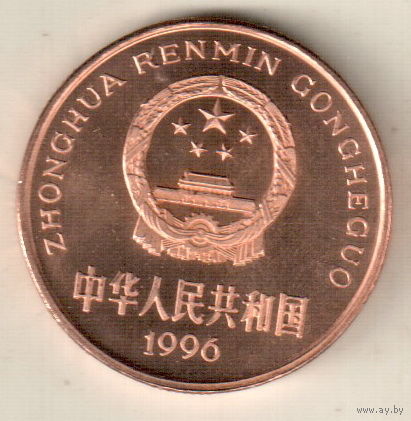 ZHONGHUA RENMIN GONGHEGUO
中华人民共和国
1996
www.ay.by